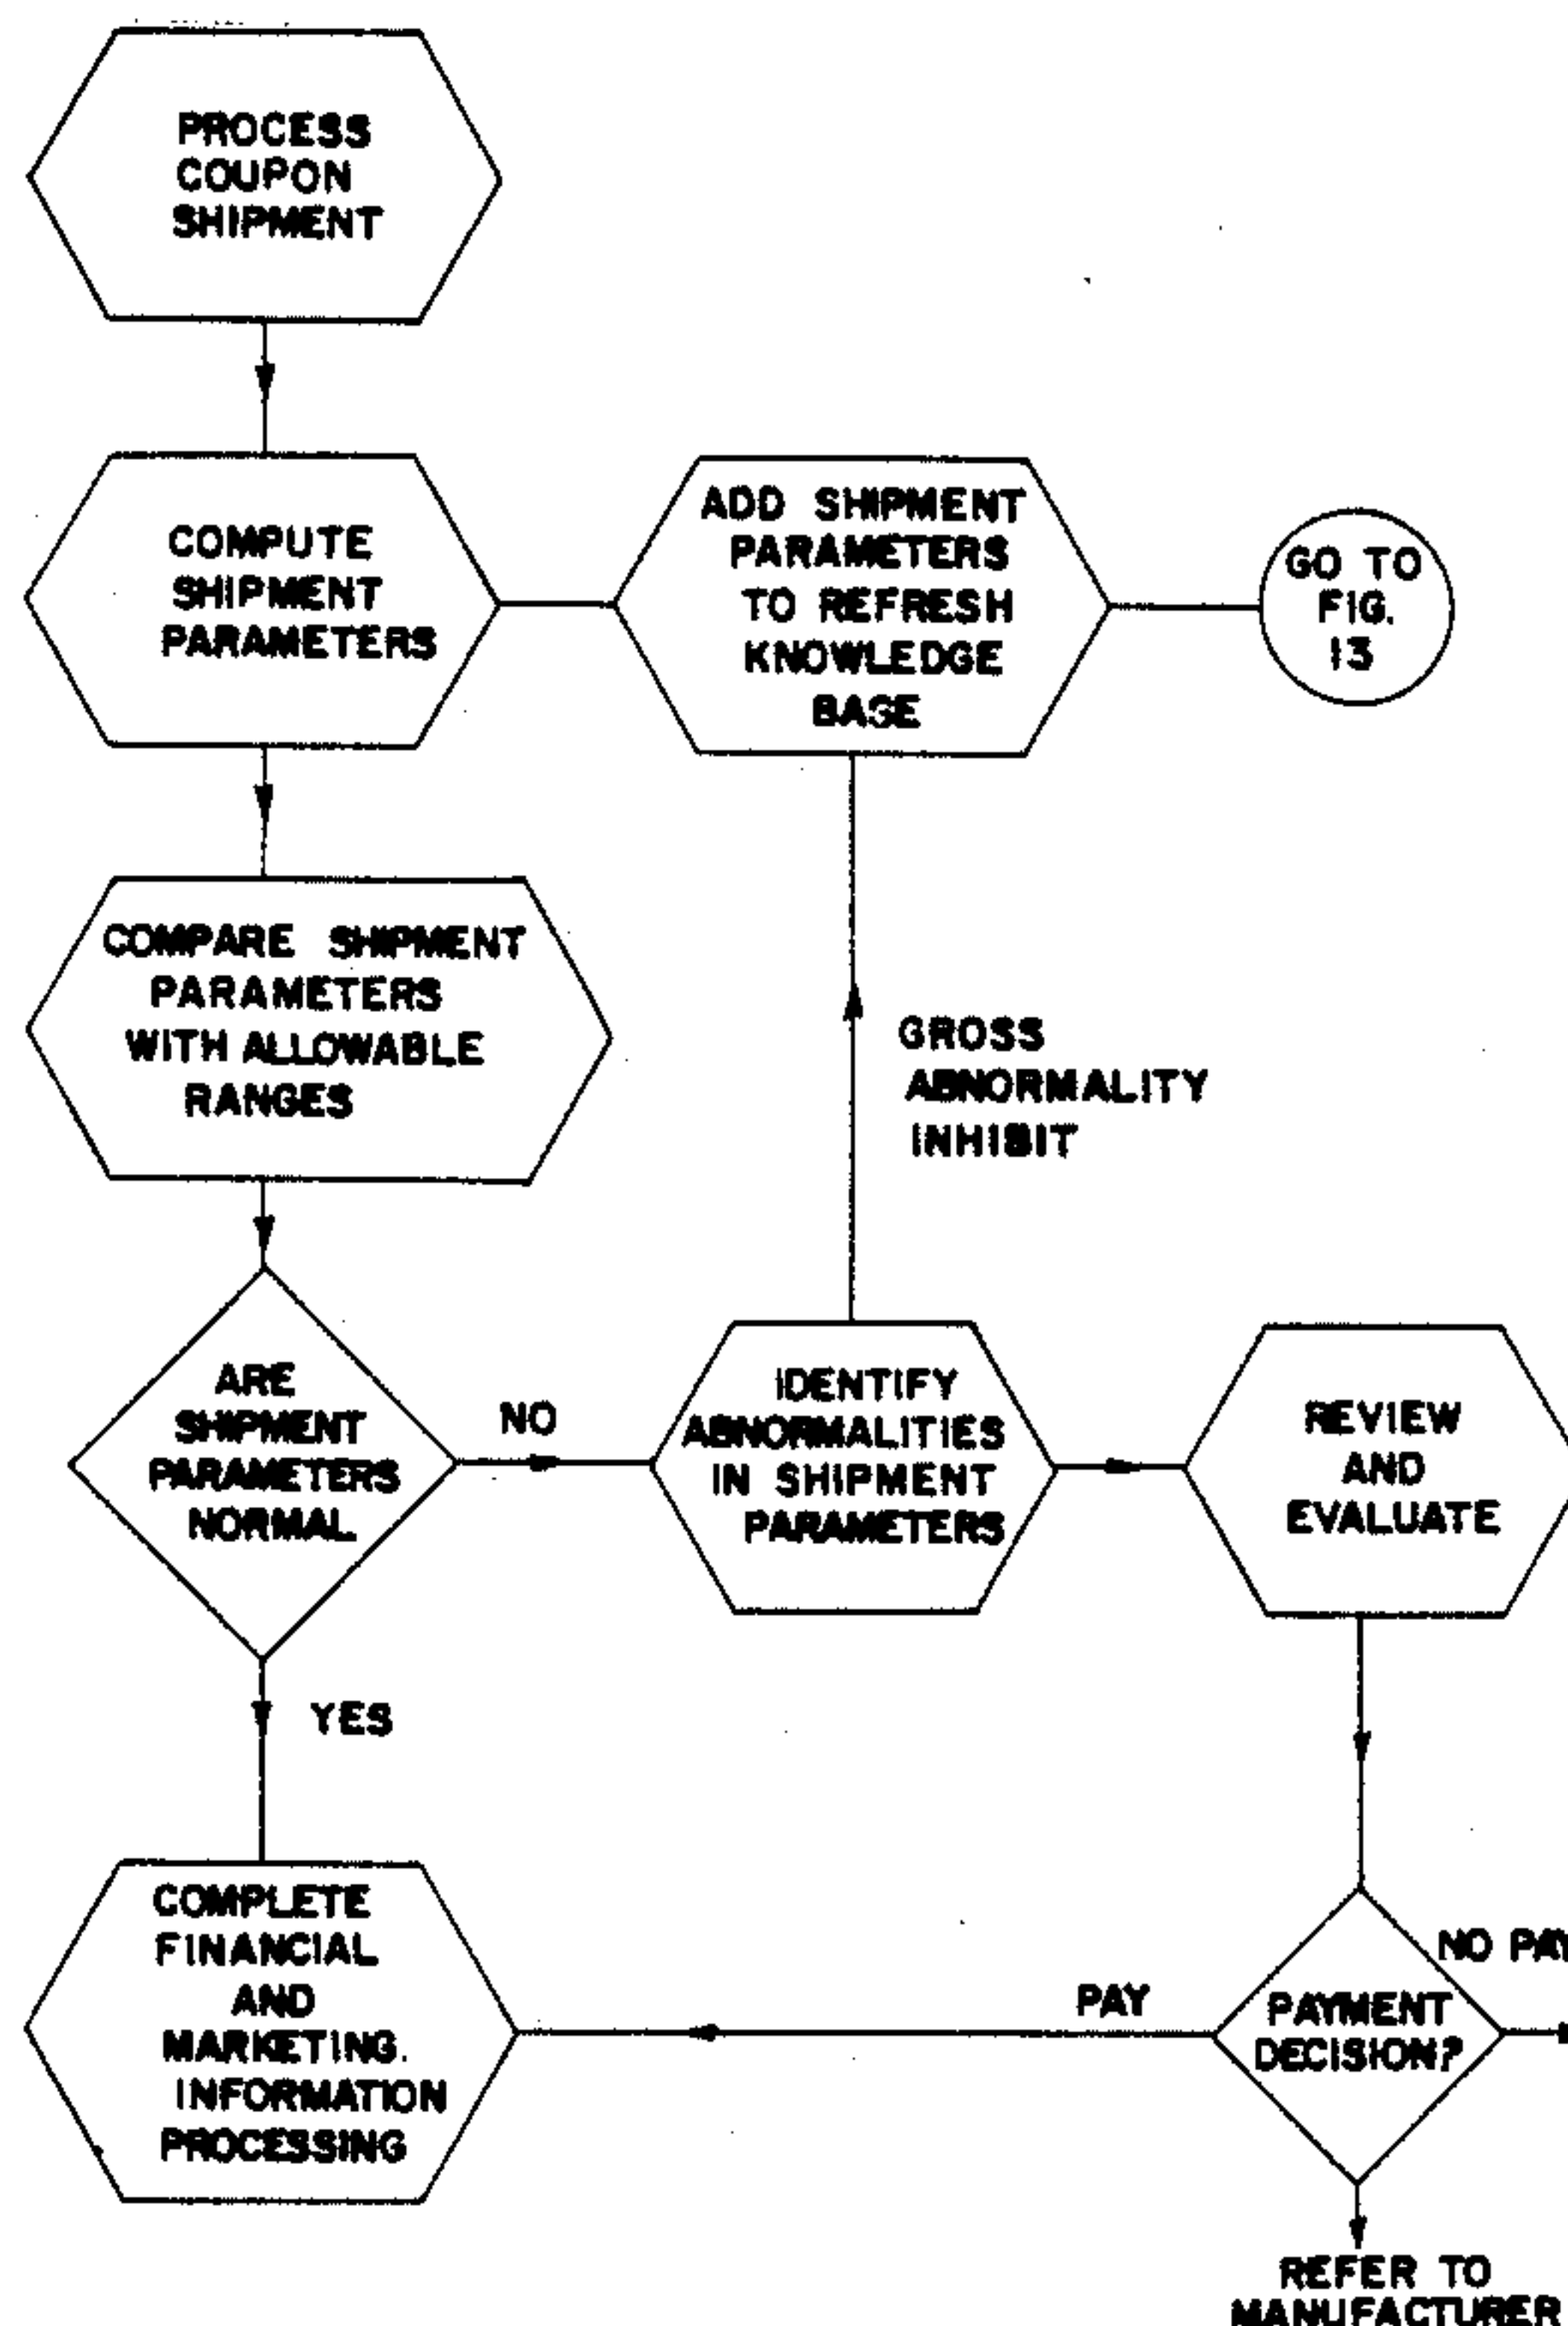 PROCESS
COUPON
SHIPMENT
COMPUTE
SHIPMENT
PARAMETERS
ADD SHIPMENT
PARAMETERS
TO REFRESH
KNOWLEDGE
BASE
GO TO
FIG.
13
COMPARE SHIPMENT
PARAMETERS
WITH ALLOWABLE
RANGES
GROSS
ABNORMALITY
INHIBIT
ARE
SHIPMENT
PARAMETERS
NORMAL
NO
IDENTIFY
ABNORMALITIES
IN SHIPMENT
PARAMETERS
REVIEW
AND
EVALUATE
YES
COMPLETE
FINANCIAL
AND
MARKETING.
INFORMATION
PROCESSING
PAY
PAYMENT
DECISION?
NO PAY
REFER TO
MANUFACTURER